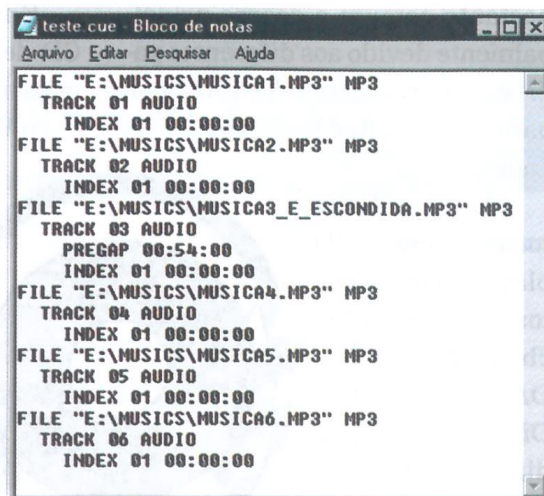 teste.cue - Bloco de notas
Arquivo Editar Pesquisar Ajuda
FILE "E:\MUSICS\MUSICA1.MP3" MP3
TRACK 01 AUDIO
INDEX 01 00:00:00
FILE "E:\MUSICS\MUSICA2.MP3" MP3
TRACK 02 AUDIO
INDEX 01 00:00:00
FILE "E:\MUSICS\MUSICA3_E_ESCONDIDA.MP3" MP3
TRACK 03 AUDIO
PREGAP 00:54:00
INDEX 01 00:00:00
FILE "E:\MUSICS\MUSICA4.MP3" MP3
TRACK 04 AUDIO
INDEX 01 00:00:00
FILE "E:\MUSICS\MUSICA5.MP3" MP3
TRACK 05 AUDIO
INDEX 01 00:00:00
FILE "E:\MUSICS\MUSICA6.MP3" MP3
TRACK 06 AUDIO
INDEX 01 00:00:00